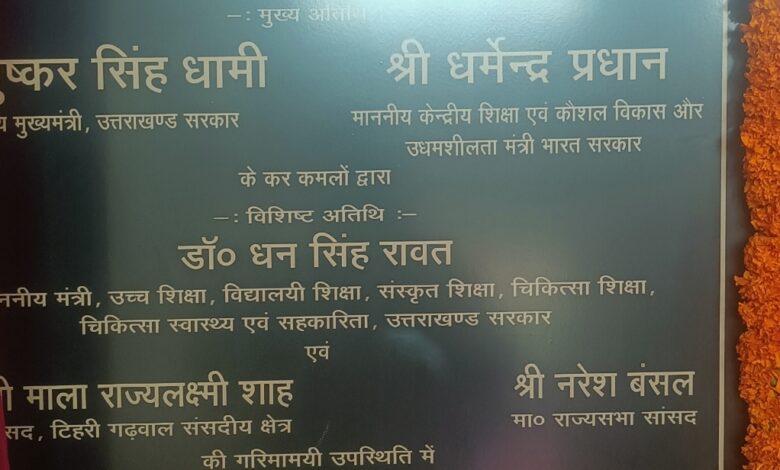 -: मुख्य अतिथि
ष्कर सिंह धामी श्री धर्मेन्द्र प्रधान
य मुख्यमंत्री, उत्तराखण्ड सरकार माननीय केन्द्रीय शिक्षा एवं कौशल विकास और
उधमशीलता मंत्री भारत सरकार
के कर कमलों द्वारा
-: विशिष्ट अतिथि :-
डॉ० धन सिंह रावत
ननीय मंत्री, उच्च शिक्षा, विद्यालयी शिक्षा, संस्कृत शिक्षा, चिकित्सा शिक्षा,
चिकित्सा स्वास्थ्य एवं सहकारिता, उत्तराखण्ड सरकार
एवं
माला राज्यलक्ष्मी शाह श्री नरेश बंसल
सद, टिहरी गढ़वाल संसदीय क्षेत्र मा० राज्यसभा सांसद
की गरिमामयी उपस्थिति में